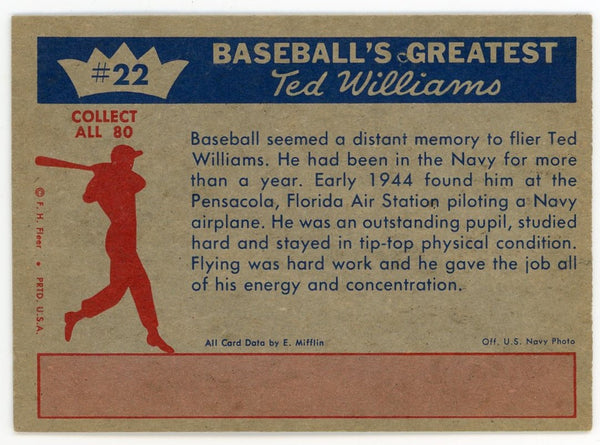 #22
BASEBALL'S GREATEST
Ted Williams
COLLECT
ALL 80
Baseball seemed a distant memory to flier Ted
Williams. He had been in the Navy for more
than a year. Early 1944 found him at the
Pensacola, Florida Air Station piloting a Navy
airplane. He was an outstanding pupil, studied
hard and stayed in tip-top physical condition.
Flying was hard work and he gave the job all
of his energy and concentration.
© F. H. Fleer • PRTD. U.S.A.
All Card Data by E. Mifflin
Off. U.S. Navy Photo